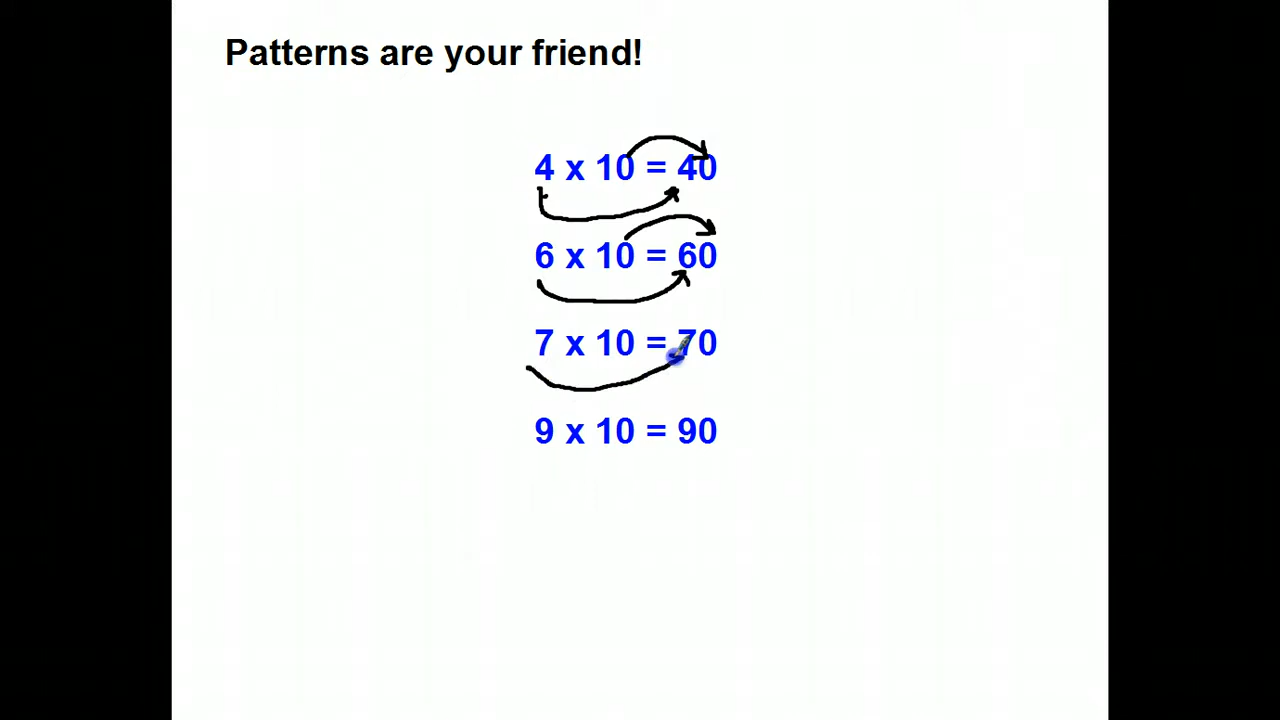 Patterns are your friend!
4 x 10 = 40
6 x 10 = 60
7 x 10 = 70
9 x 10 = 90